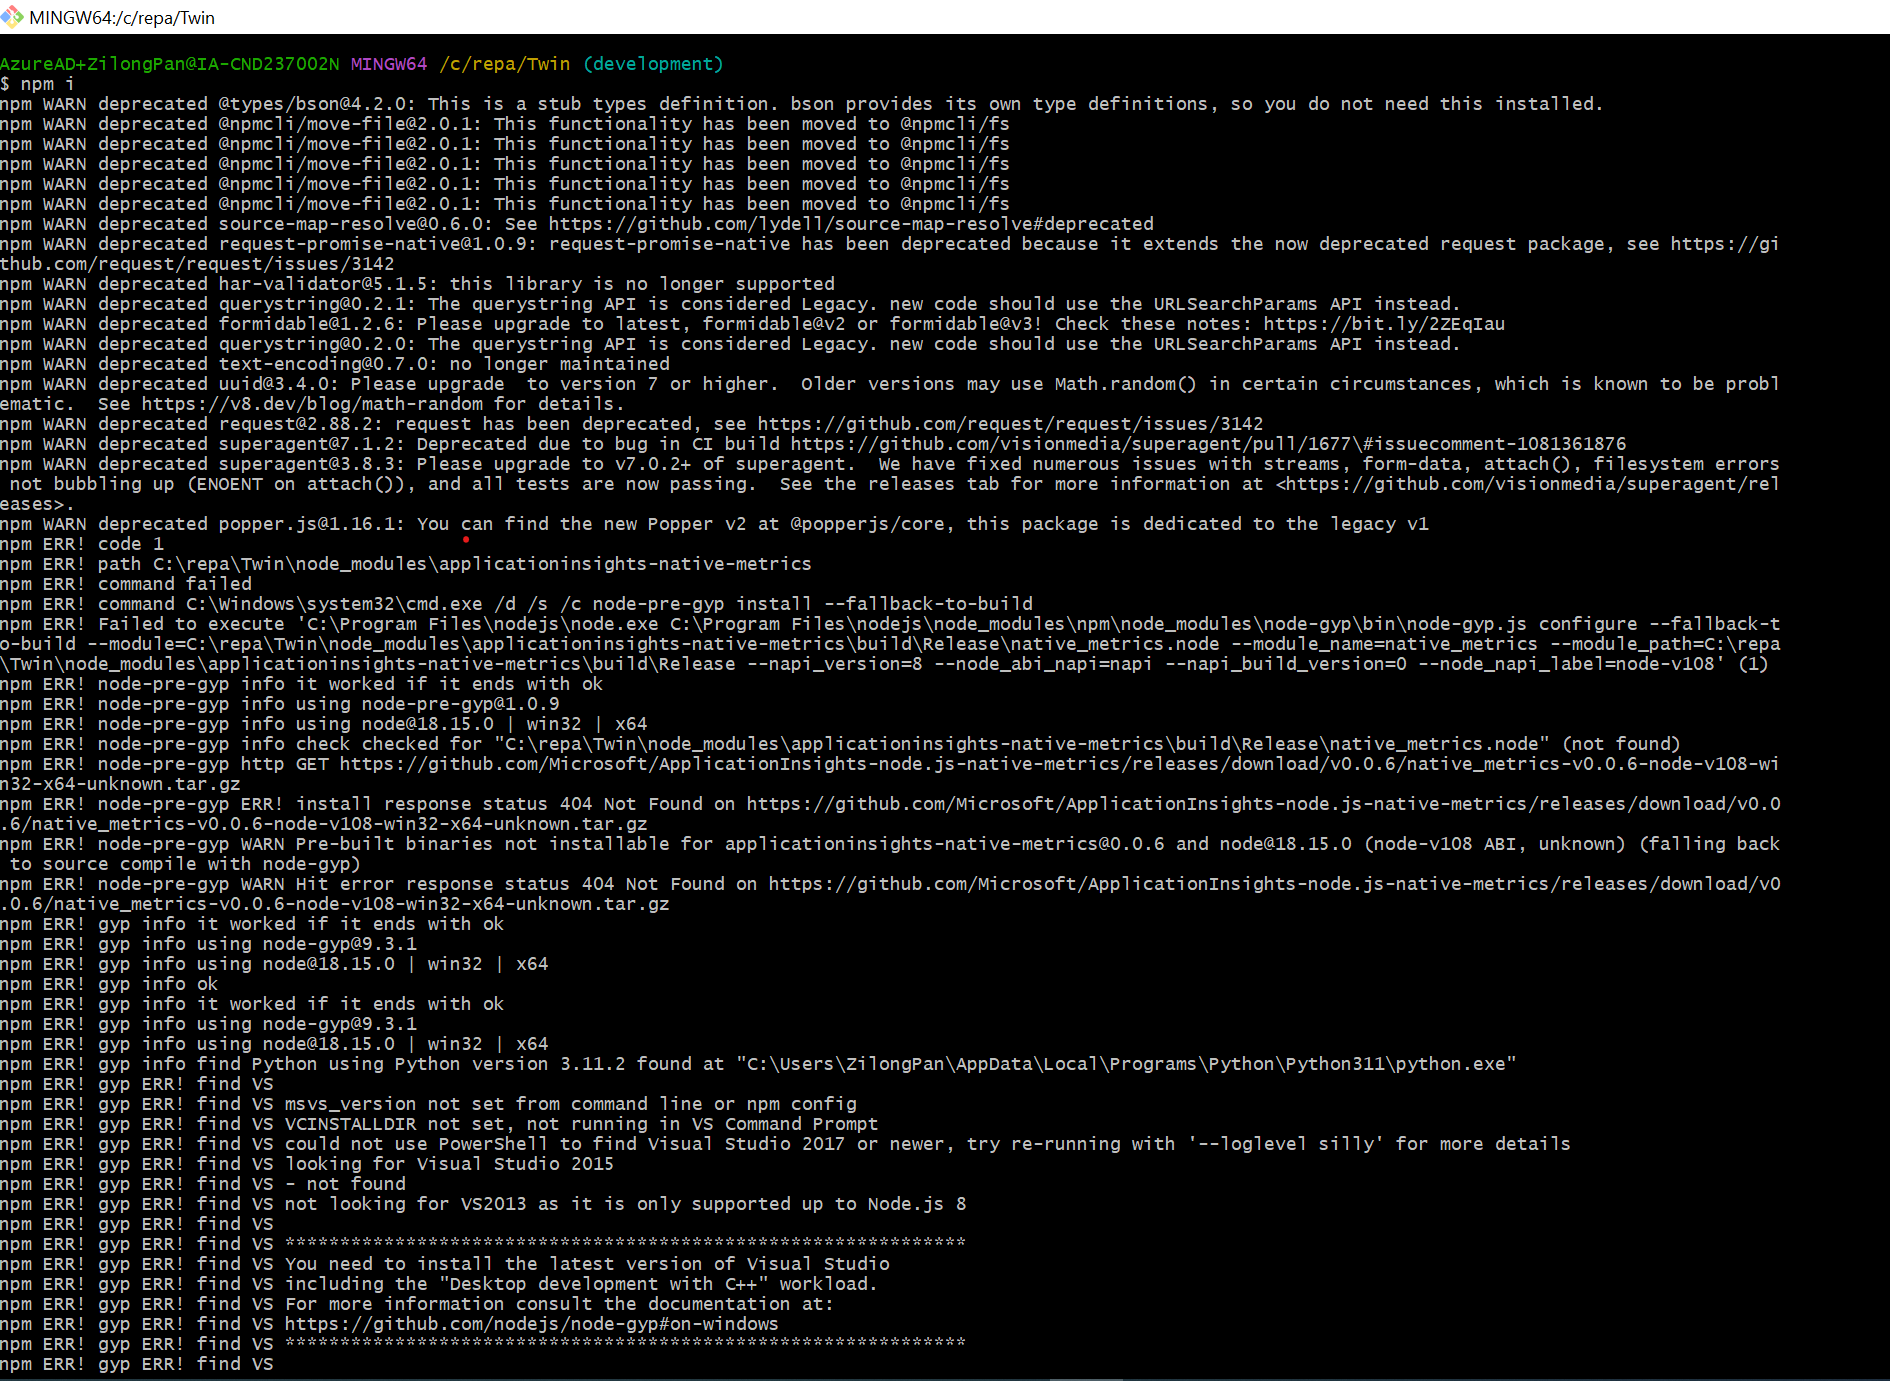 MINGW64:/c/repa/Twin
AzureAD+ZilongPan@IA-CND237002N MINGW64 /c/repa/Twin (development)
$ npm i
npm WARN deprecated @types/bson@4.2.0: This is a stub types definition. bson provides its own type definitions, so you do not need this installed.
npm WARN deprecated @npmcli/move-file@2.0.1: This functionality has been moved to @npmcli/fs
npm WARN deprecated @npmcli/move-file@2.0.1: This functionality has been moved to @npmcli/fs
npm WARN deprecated @npmcli/move-file@2.0.1: This functionality has been moved to @npmcli/fs
npm WARN deprecated @npmcli/move-file@2.0.1: This functionality has been moved to @npmcli/fs
npm WARN deprecated @npmcli/move-file@2.0.1: This functionality has been moved to @npmcli/fs
npm WARN deprecated source-map-resolve@0.6.0: See https://github.com/lydell/source-map-resolve#deprecated
npm WARN deprecated request-promise-native@1.0.9: request-promise-native has been deprecated because it extends the now deprecated request package, see https://gi
thub.com/request/request/issues/3142
npm WARN deprecated har-validator@5.1.5: this library is no longer supported
npm WARN deprecated querystring@0.2.1: The querystring API is considered Legacy. new code should use the URLSearchParams API instead.
npm WARN deprecated formidable@1.2.6: Please upgrade to latest, formidable@v2 or formidable@v3! Check these notes: https://bit.ly/2ZEqIau
npm WARN deprecated querystring@0.2.0: The querystring API is considered Legacy. new code should use the URLSearchParams API instead.
npm WARN deprecated text-encoding@0.7.0: no longer maintained
npm WARN deprecated uuid@3.4.0: Please upgrade  to version 7 or higher.  Older versions may use Math.random() in certain circumstances, which is known to be probl
ematic.  See https://v8.dev/blog/math-random for details.
npm WARN deprecated request@2.88.2: request has been deprecated, see https://github.com/request/request/issues/3142
npm WARN deprecated superagent@7.1.2: Deprecated due to bug in CI build https://github.com/visionmedia/superagent/pull/1677\#issuecomment-1081361876
npm WARN deprecated superagent@3.8.3: Please upgrade to v7.0.2+ of superagent.  We have fixed numerous issues with streams, form-data, attach(), filesystem errors
 not bubbling up (ENOENT on attach()), and all tests are now passing.  See the releases tab for more information at <https://github.com/visionmedia/superagent/rel
eases>.
npm WARN deprecated popper.js@1.16.1: You can find the new Popper v2 at @popperjs/core, this package is dedicated to the legacy v1
npm ERR! code 1
npm ERR! path C:\repa\Twin\node_modules\applicationinsights-native-metrics
npm ERR! command failed
npm ERR! command C:\Windows\system32\cmd.exe /d /s /c node-pre-gyp install --fallback-to-build
npm ERR! Failed to execute 'C:\Program Files\nodejs\node.exe C:\Program Files\nodejs\node_modules\npm\node_modules\node-gyp\bin\node-gyp.js configure --fallback-t
o-build --module=C:\repa\Twin\node_modules\applicationinsights-native-metrics\build\Release\native_metrics.node --module_name=native_metrics --module_path=C:\repa
\Twin\node_modules\applicationinsights-native-metrics\build\Release --napi_version=8 --node_abi_napi=napi --napi_build_version=0 --node_napi_label=node-v108' (1)
npm ERR! node-pre-gyp info it worked if it ends with ok
npm ERR! node-pre-gyp info using node-pre-gyp@1.0.9
npm ERR! node-pre-gyp info using node@18.15.0 | win32 | x64
npm ERR! node-pre-gyp info check checked for "C:\repa\Twin\node_modules\applicationinsights-native-metrics\build\Release\native_metrics.node" (not found)
npm ERR! node-pre-gyp http GET https://github.com/Microsoft/ApplicationInsights-node.js-native-metrics/releases/download/v0.0.6/native_metrics-v0.0.6-node-v108-wi
n32-x64-unknown.tar.gz
npm ERR! node-pre-gyp ERR! install response status 404 Not Found on https://github.com/Microsoft/ApplicationInsights-node.js-native-metrics/releases/download/v0.0
.6/native_metrics-v0.0.6-node-v108-win32-x64-unknown.tar.gz
npm ERR! node-pre-gyp WARN Pre-built binaries not installable for applicationinsights-native-metrics@0.0.6 and node@18.15.0 (node-v108 ABI, unknown) (falling back
 to source compile with node-gyp)
npm ERR! node-pre-gyp WARN Hit error response status 404 Not Found on https://github.com/Microsoft/ApplicationInsights-node.js-native-metrics/releases/download/v0
.0.6/native_metrics-v0.0.6-node-v108-win32-x64-unknown.tar.gz
npm ERR! gyp info it worked if it ends with ok
npm ERR! gyp info using node-gyp@9.3.1
npm ERR! gyp info using node@18.15.0 | win32 | x64
npm ERR! gyp info ok
npm ERR! gyp info it worked if it ends with ok
npm ERR! gyp info using node-gyp@9.3.1
npm ERR! gyp info using node@18.15.0 | win32 | x64
npm ERR! gyp info find Python using Python version 3.11.2 found at "C:\Users\ZilongPan\AppData\Local\Programs\Python\Python311\python.exe"
npm ERR! gyp ERR! find VS
npm ERR! gyp ERR! find VS msvs_version not set from command line or npm config
npm ERR! gyp ERR! find VS VCINSTALLDIR not set, not running in VS Command Prompt
npm ERR! gyp ERR! find VS could not use PowerShell to find Visual Studio 2017 or newer, try re-running with '--loglevel silly' for more details
npm ERR! gyp ERR! find VS looking for Visual Studio 2015
npm ERR! gyp ERR! find VS - not found
npm ERR! gyp ERR! find VS not looking for VS2013 as it is only supported up to Node.js 8
npm ERR! gyp ERR! find VS
npm ERR! gyp ERR! find VS **************************************************************
npm ERR! gyp ERR! find VS You need to install the latest version of Visual Studio
npm ERR! gyp ERR! find VS including the "Desktop development with C++" workload.
npm ERR! gyp ERR! find VS For more information consult the documentation at:
npm ERR! gyp ERR! find VS https://github.com/nodejs/node-gyp#on-windows
npm ERR! gyp ERR! find VS **************************************************************
npm ERR! gyp ERR! find VS